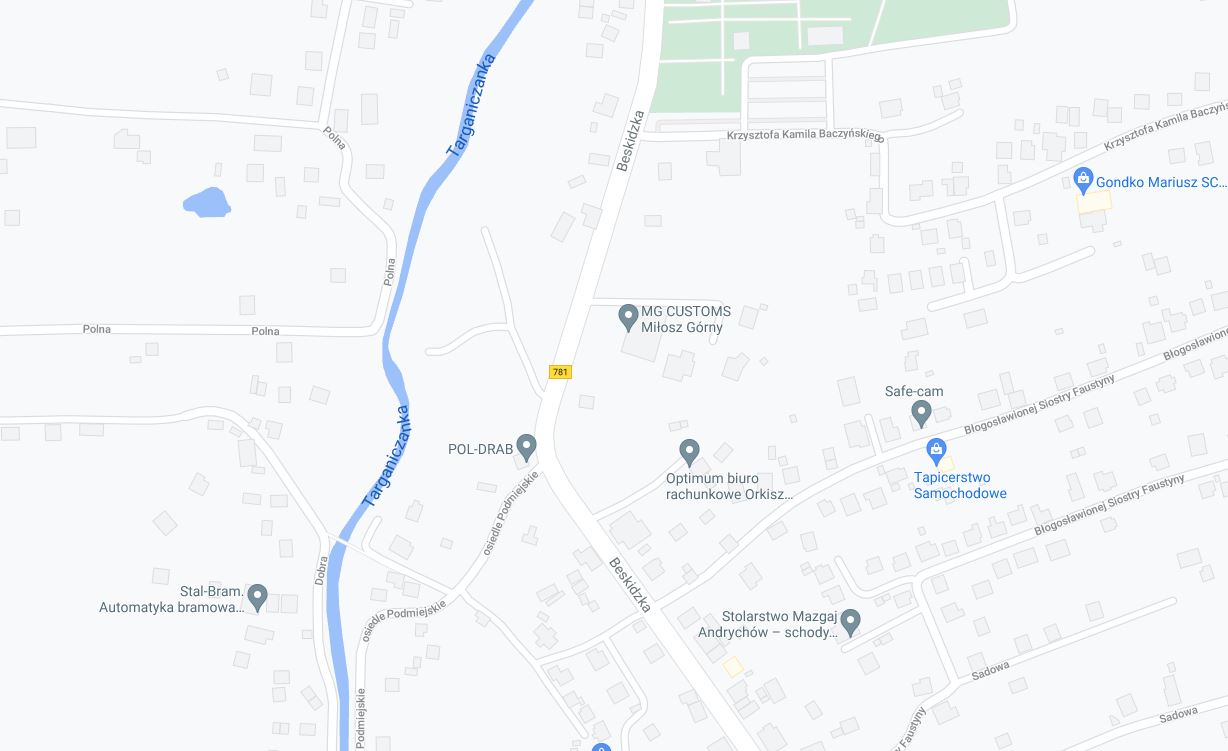 Targaniczanka
Beskidzka
Krzysztofa Kamila Baczyńskiego
Krzysztofa Kamila Baczyńs
Polna
Gondko Mariusz SC...
Polna
MG CUSTOMS
Miłosz Górny
Polna
Polna
Błogosławione
781
Błogosławionej Siostry Faustyny
Safe-cam
Targaniczanka
POL-DRAB
Optimum biuro
rachunkowe Orkisz...
Tapicerstwo
Samochodowe
osiedle Podmiejskie
Błogosławionej Siostry Faustyny
Dobra
Beskidzka
Stal-Bram.
Automatyka bramowa...
osiedle Podmiejskie
Stolarstwo Mazgaj
Andrychów – schody...
Sadowa
Podmiejskie
Sadowa
y Faustyny